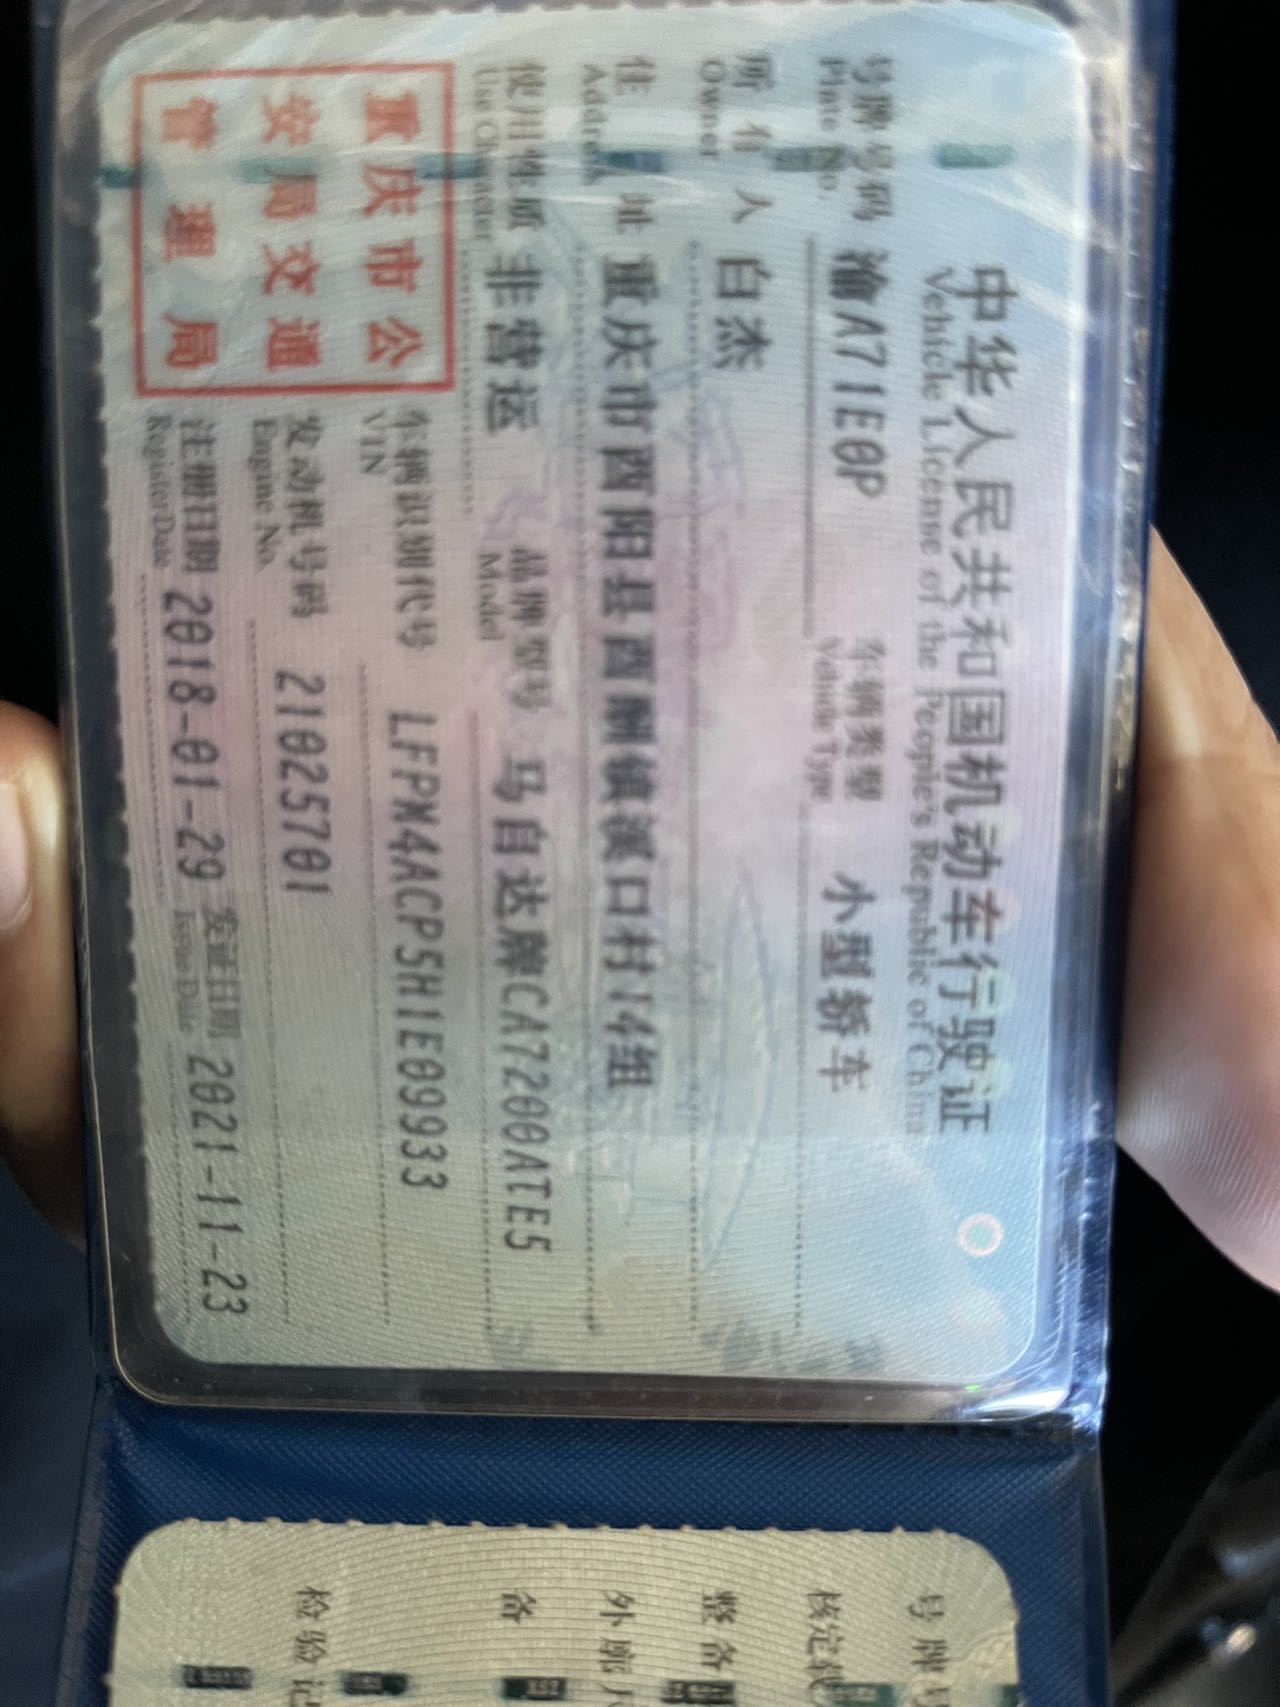 中华人民共和国机动车行驶证
Vehicle License of the People's Republic of China
号牌号码 渝A71E0P 车辆类型 小型轿车
Plate No. Vehicle Type
所有人 白杰
Owner
住址 重庆市酉阳县酉酬镇溪口村14组
Address
使用性质 非营运 品牌型号 马自达牌CA7200ATE5
Use Character Model
重庆市公
安局交通
管理局
车辆识别代号 LFPM4ACP5H1E09933
VIN
发动机号码 21025701
Engine No.
注册日期 2018-01-29 发证日期 2021-11-23
Register Date Issue Date
号牌号
核定载
整备
外廓尺
备
检验记